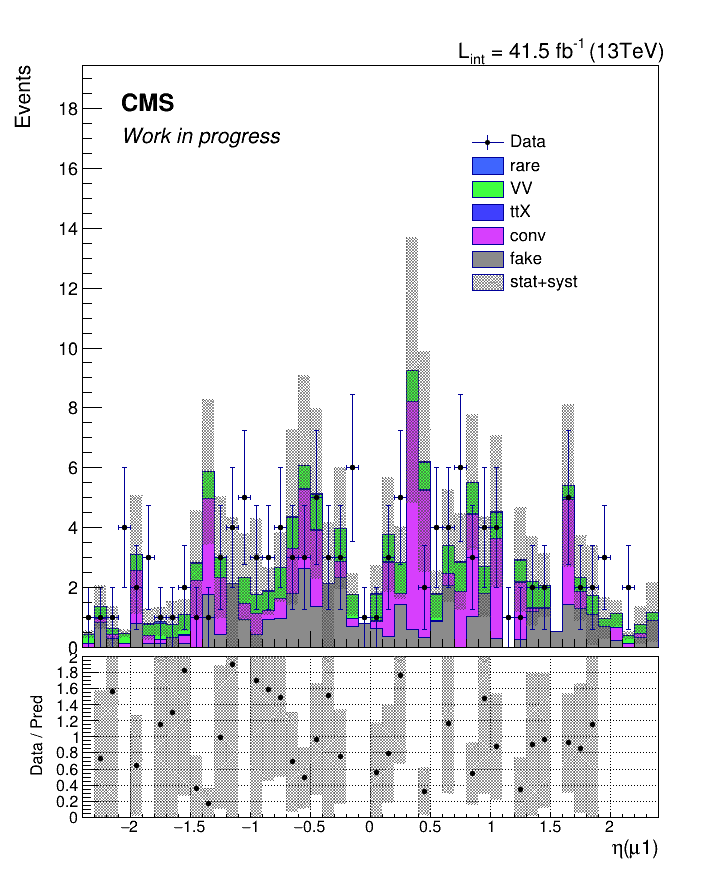 L_int = 41.5 fb^-1 (13TeV)
Events
CMS
Work in progress
Data
rare
VV
ttX
conv
fake
stat+syst
18
16
14
12
10
8
6
4
2
0
Data / Pred
2
1.8
1.6
1.4
1.2
1
0.8
0.6
0.4
0.2
0
−2 −1.5 −1 −0.5 0 0.5 1 1.5 2
η(μ1)